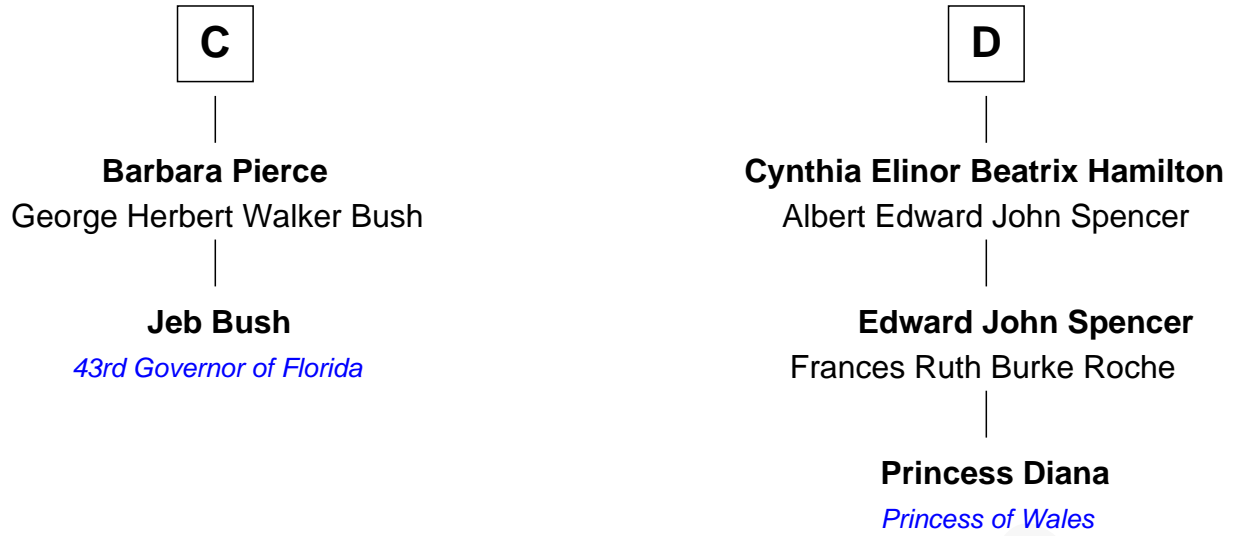 C
Barbara Pierce
George Herbert Walker Bush
Jeb Bush
43rd Governor of Florida
D
Cynthia Elinor Beatrix Hamilton
Albert Edward John Spencer
Edward John Spencer
Frances Ruth Burke Roche
Princess Diana
Princess of Wales